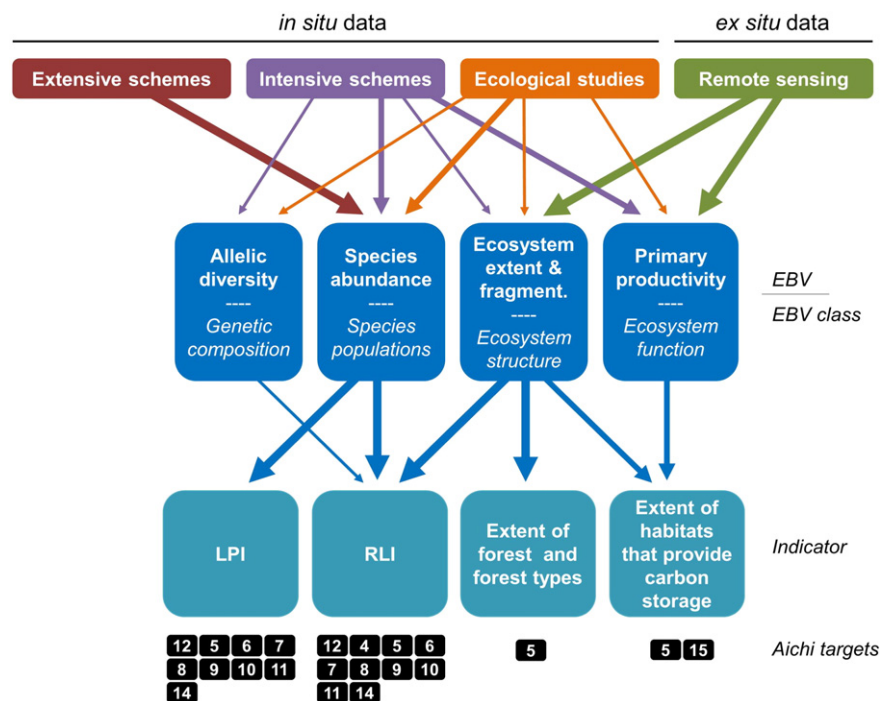 in situ data
ex situ data
Extensive schemes
Intensive schemes
Ecological studies
Remote sensing
Allelic
diversity
----
Genetic
composition
Species
abundance
----
Species
populations
Ecosystem
extent &
fragment.
----
Ecosystem
structure
Primary
productivity
----
Ecosystem
function
EBV
EBV class
LPI
RLI
Extent of
forest and
forest types
Extent of
habitats
that provide
carbon
storage
Indicator
12 5 6 7
8 9 10 11
14
12 4 5 6
7 8 9 10
11 14
5
5 15
Aichi targets